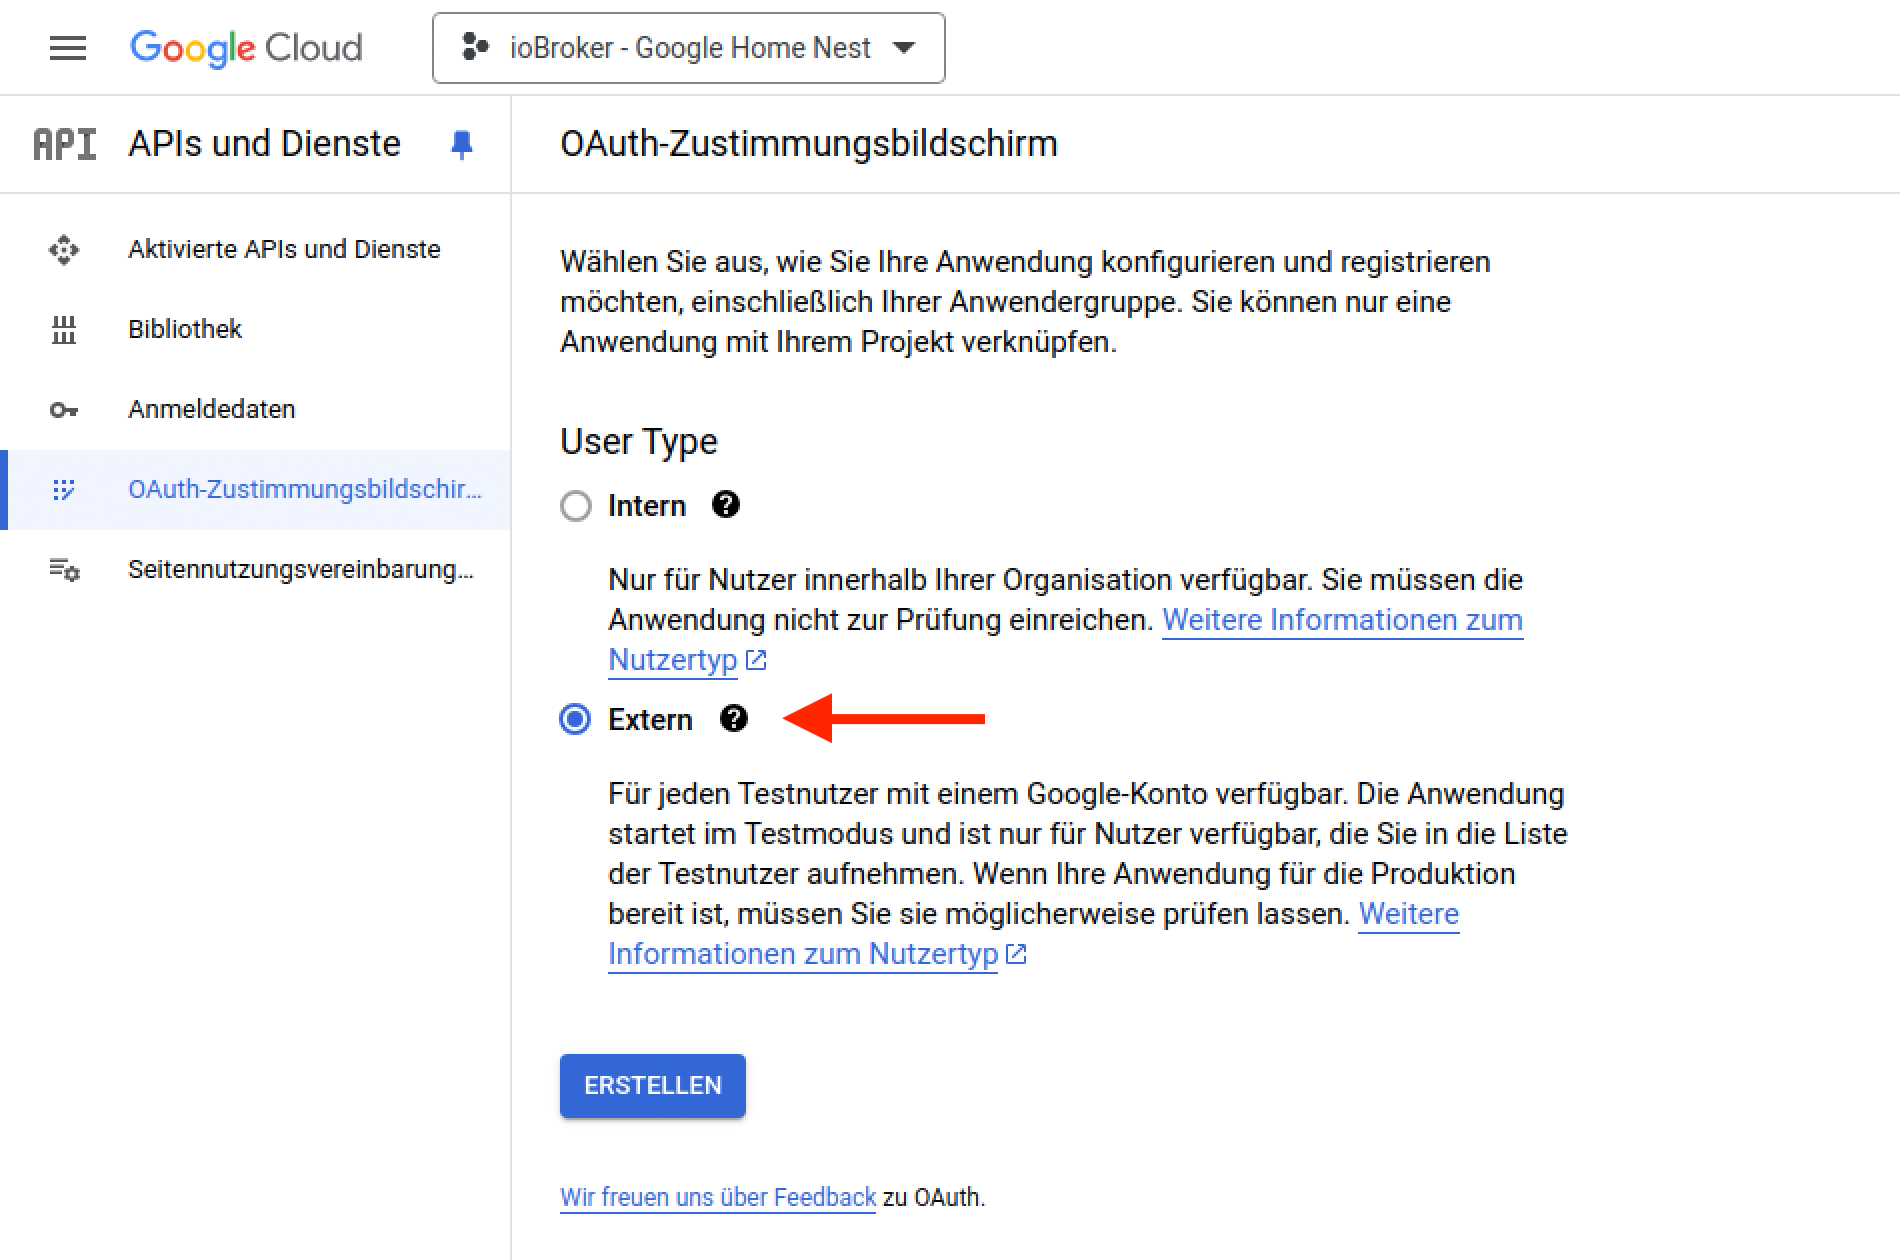 Google Cloud
ioBroker - Google Home Nest
API
APIs und Dienste
OAuth-Zustimmungsbildschirm
Aktivierte APIs und Dienste
Bibliothek
Anmeldedaten
OAuth-Zustimmungsbildschir...
Seitennutzungsvereinbarung...
Wählen Sie aus, wie Sie Ihre Anwendung konfigurieren und registrieren
möchten, einschließlich Ihrer Anwendergruppe. Sie können nur eine
Anwendung mit Ihrem Projekt verknüpfen.
User Type
Intern ?
Nur für Nutzer innerhalb Ihrer Organisation verfügbar. Sie müssen die
Anwendung nicht zur Prüfung einreichen. Weitere Informationen zum
Nutzertyp
Extern ?
Für jeden Testnutzer mit einem Google-Konto verfügbar. Die Anwendung
startet im Testmodus und ist nur für Nutzer verfügbar, die Sie in die Liste
der Testnutzer aufnehmen. Wenn Ihre Anwendung für die Produktion
bereit ist, müssen Sie sie möglicherweise prüfen lassen. Weitere
Informationen zum Nutzertyp
ERSTELLEN
Wir freuen uns über Feedback zu OAuth.